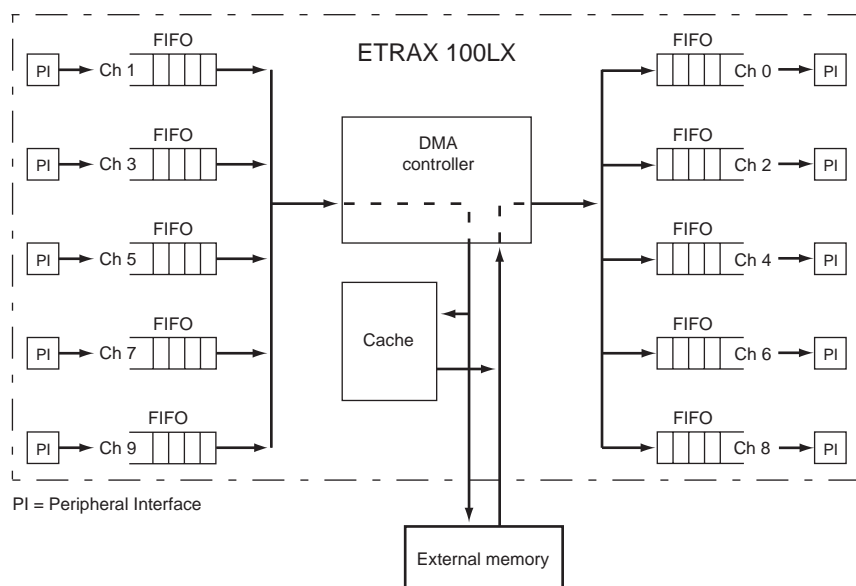 ETRAX 100LX
FIFO
PI
Ch 1
FIFO
PI
Ch 3
FIFO
PI
Ch 5
FIFO
PI
Ch 7
FIFO
PI
Ch 9
DMA
controller
Cache
FIFO
Ch 0
PI
FIFO
Ch 2
PI
FIFO
Ch 4
PI
FIFO
Ch 6
PI
FIFO
Ch 8
PI
PI = Peripheral Interface
External memory